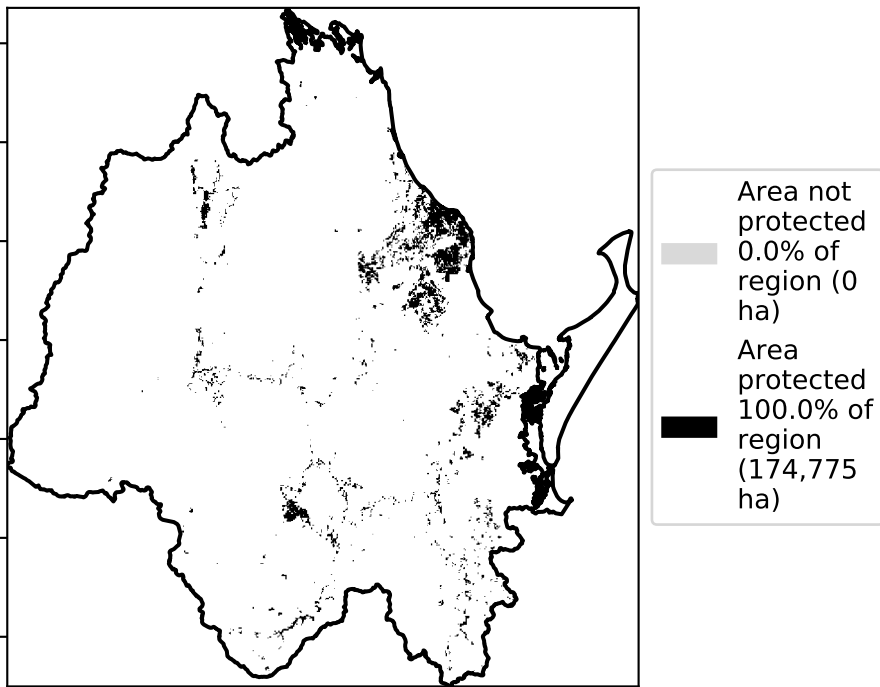 Area not
protected
0.0% of
region (0
ha)
Area
protected
100.0% of
region
(174,775
ha)